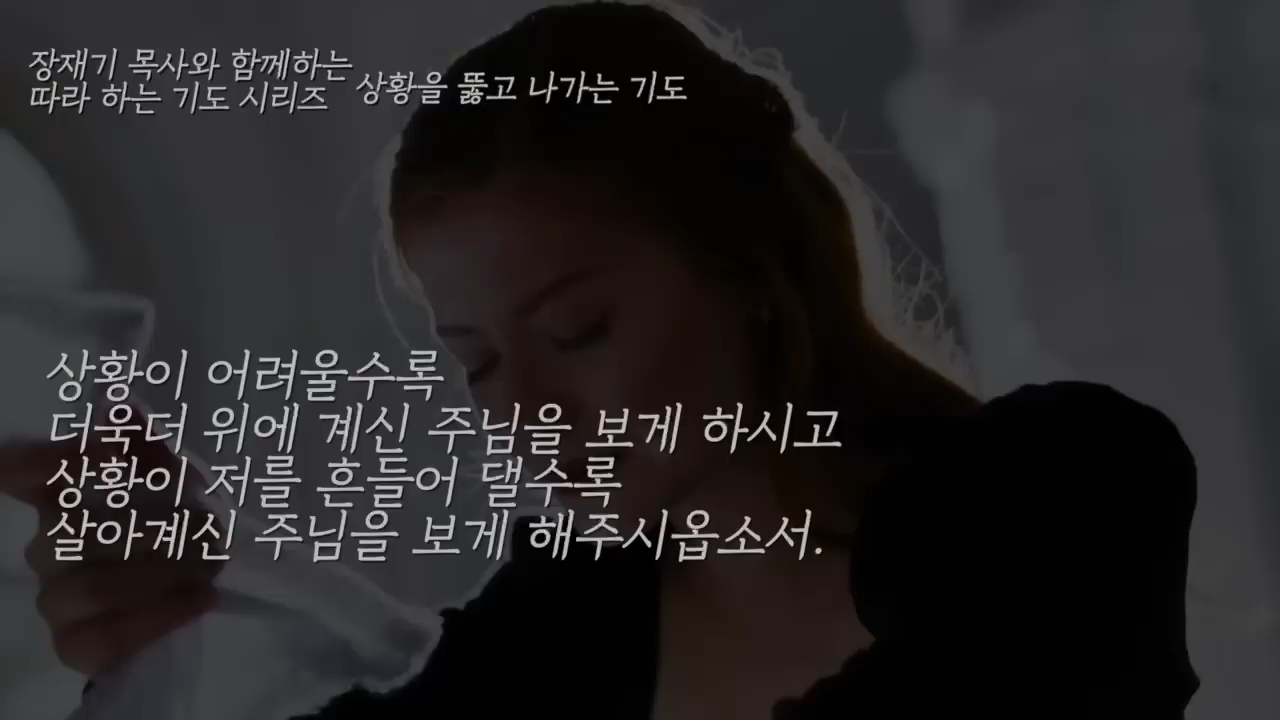 장재기 목사와 함께하는
따라 하는 기도 시리즈
상황을 뚫고 나가는 기도
상황이 어려울수록
더욱더 위에 계신 주님을 보게 하시고
상황이 저를 흔들어 댈수록
살아계신 주님을 보게 해주시옵소서.